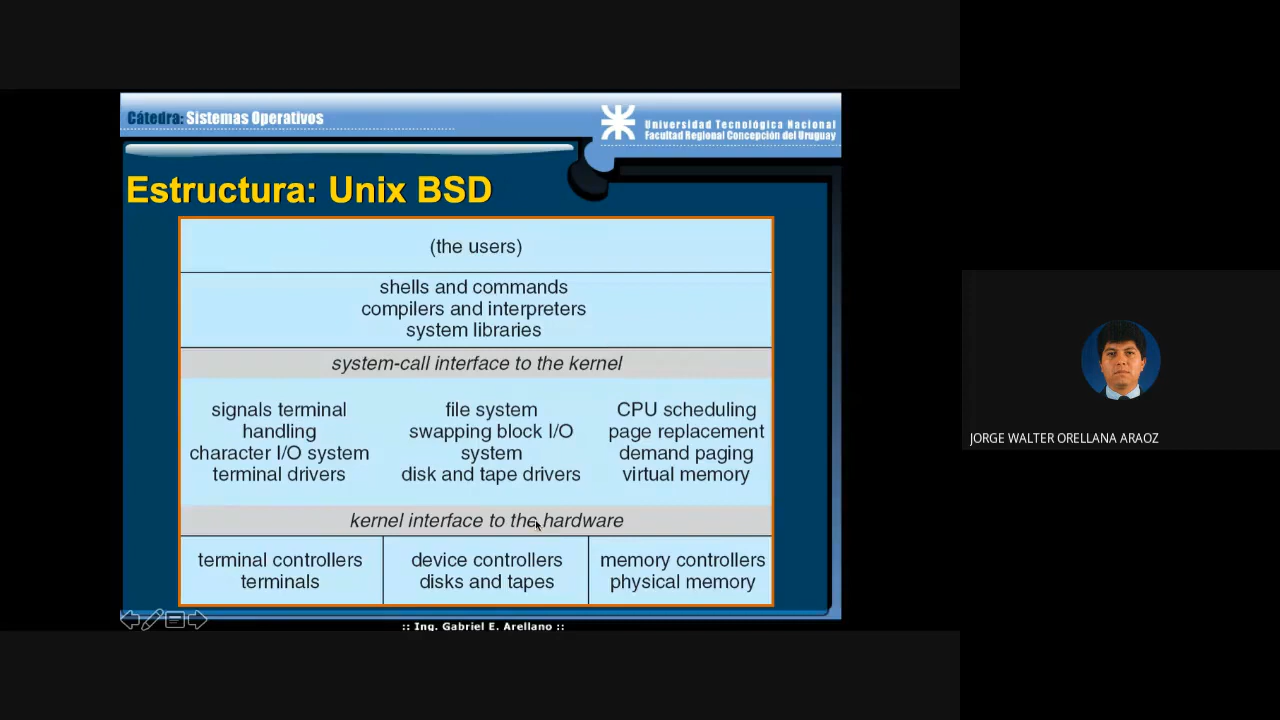 Cátedra: Sistemas Operativos
Universidad Tecnológica Nacional
Facultad Regional Concepción del Uruguay
Estructura: Unix BSD
(the users)
shells and commands
compilers and interpreters
system libraries
system-call interface to the kernel
signals terminal
handling
character I/O system
terminal drivers
file system
swapping block I/O
system
disk and tape drivers
CPU scheduling
page replacement
demand paging
virtual memory
kernel interface to the hardware
terminal controllers
terminals
device controllers
disks and tapes
memory controllers
physical memory
:: Ing. Gabriel E. Arellano ::
JORGE WALTER ORELLANA ARAOZ